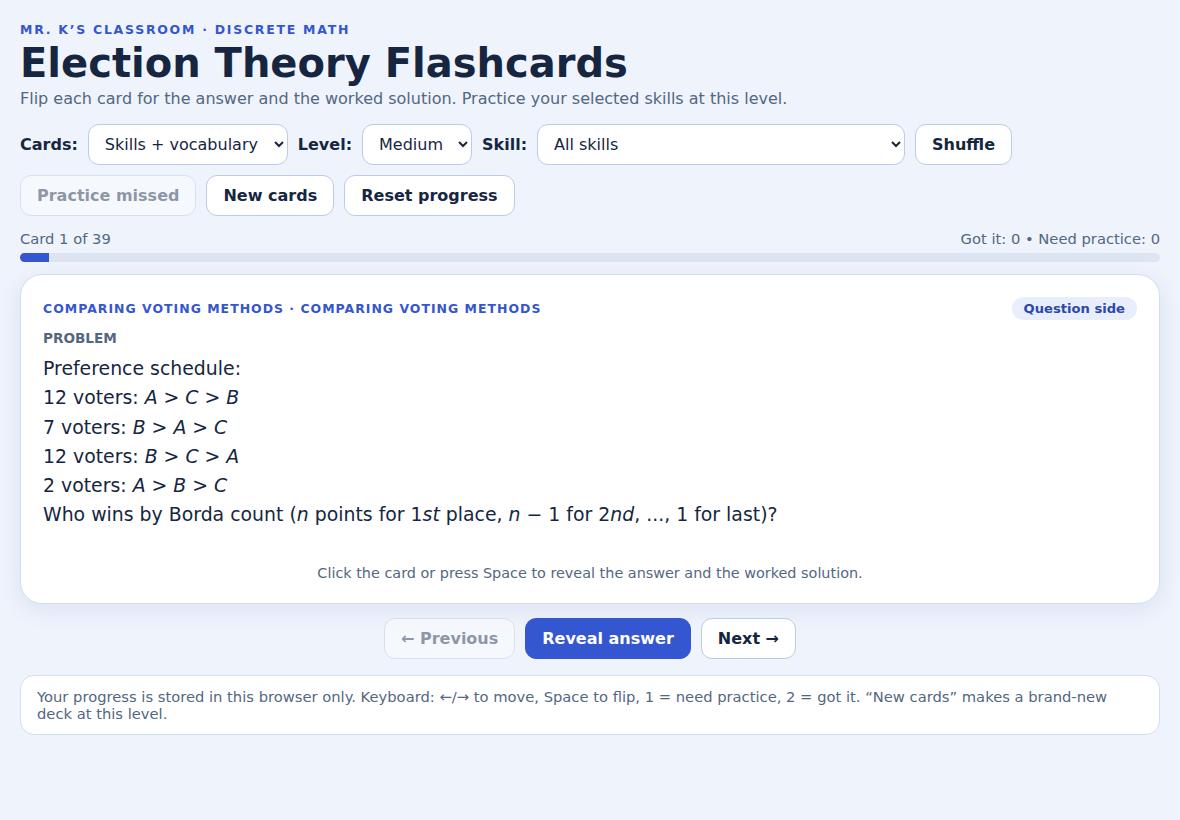 MR. K’S CLASSROOM · DISCRETE MATH
Election Theory Flashcards
Flip each card for the answer and the worked solution. Practice your selected skills at this level.
Cards: Skills + vocabulary Level: Medium Skill: All skills Shuffle
Practice missed New cards Reset progress
Card 1 of 39 Got it: 0 • Need practice: 0
COMPARING VOTING METHODS · COMPARING VOTING METHODS Question side
PROBLEM
Preference schedule:
12 voters: A > C > B
7 voters: B > A > C
12 voters: B > C > A
2 voters: A > B > C
Who wins by Borda count (n points for 1st place, n − 1 for 2nd, ..., 1 for last)?
Click the card or press Space to reveal the answer and the worked solution.
← Previous Reveal answer Next →
Your progress is stored in this browser only. Keyboard: ←/→ to move, Space to flip, 1 = need practice, 2 = got it. “New cards” makes a brand-new
deck at this level.